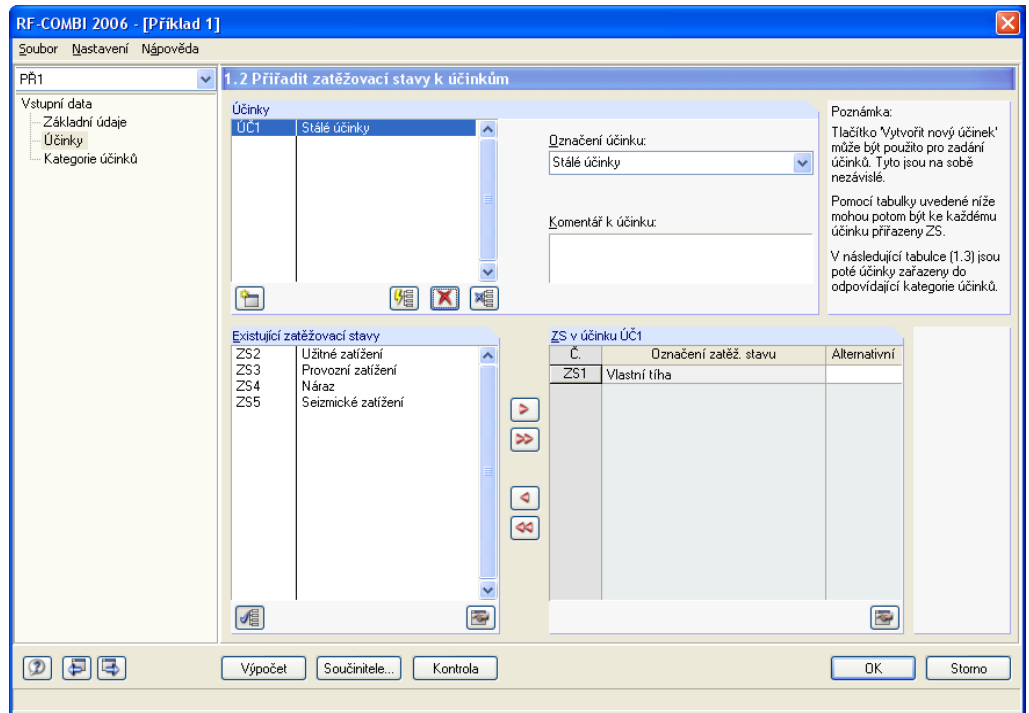 RF-COMBI 2006 - [Příklad 1]
Soubor Nastavení Nápověda
PŘ1
1.2 Přiřadit zatěžovací stavy k účinkům
Vstupní data
Základní údaje
Účinky
Kategorie účinků
Účinky
ÚČ1 Stálé účinky
Označení účinku:
Stálé účinky
Komentář k účinku:
Poznámka:
Tlačítko 'Vytvořit nový účinek'
může být použito pro zadání
účinků. Tyto jsou na sobě
nezávislé.
Pomocí tabulky uvedené níže
mohou potom být ke každému
účinku přiřazeny ZS.
V následující tabulce (1.3) jsou
poté účinky zařazeny do
odpovídající kategorie účinků.
Existující zatěžovací stavy
ZS2 Užitné zatížení
ZS3 Provozní zatížení
ZS4 Náraz
ZS5 Seizmické zatížení
ZS v účinku ÚČ1
Č. Označení zatěž. stavu Alternativní
ZS1 Vlastní tíha
Výpočet Součinitele... Kontrola OK Storno